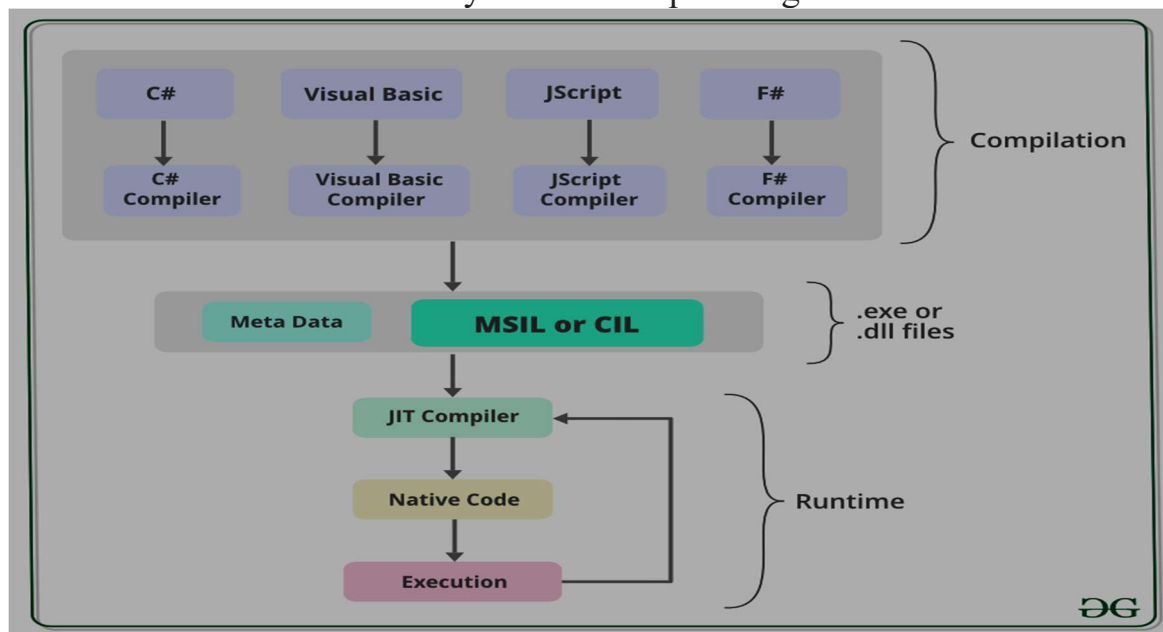 C#
Visual Basic
JScript
F#
C#
Compiler
Visual Basic
Compiler
JScript
Compiler
F#
Compiler
Compilation
Meta Data
MSIL or CIL
.exe or
.dll files
JIT Compiler
Native Code
Execution
Runtime